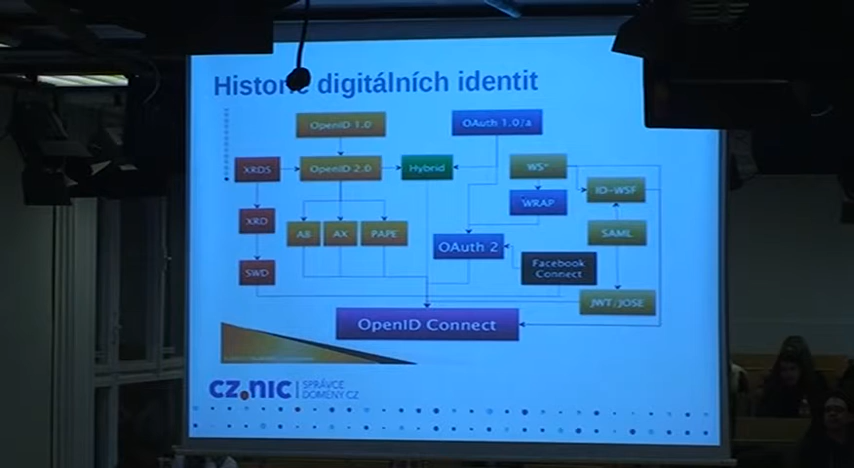 Historie digitálních identit
OpenID 1.0
OAuth 1.0/a
XRDS
OpenID 2.0
Hybrid
WS*
ID-WSF
WRAP
XRD
AB
AX
PAPE
OAuth 2
SAML
SWD
Facebook
Connect
JWT/JOSE
OpenID Connect
CZ.NIC
SPRÁVCE
DOMÉNY CZ